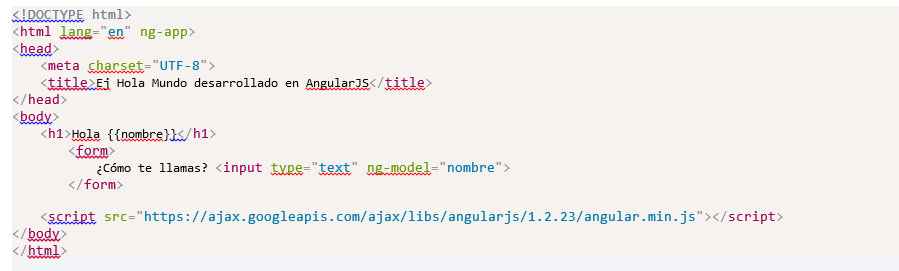 <!DOCTYPE html>
<html lang="en" ng-app>
<head>
<meta charset="UTF-8">
<title>Ej Hola Mundo desarrollado en AngularJS</title>
</head>
<body>
<h1>Hola {{nombre}}</h1>
<form>
¿Cómo te llamas? <input type="text" ng-model="nombre">
</form>
<script src="https://ajax.googleapis.com/ajax/libs/angularjs/1.2.23/angular.min.js"></script>
</body>
</html>